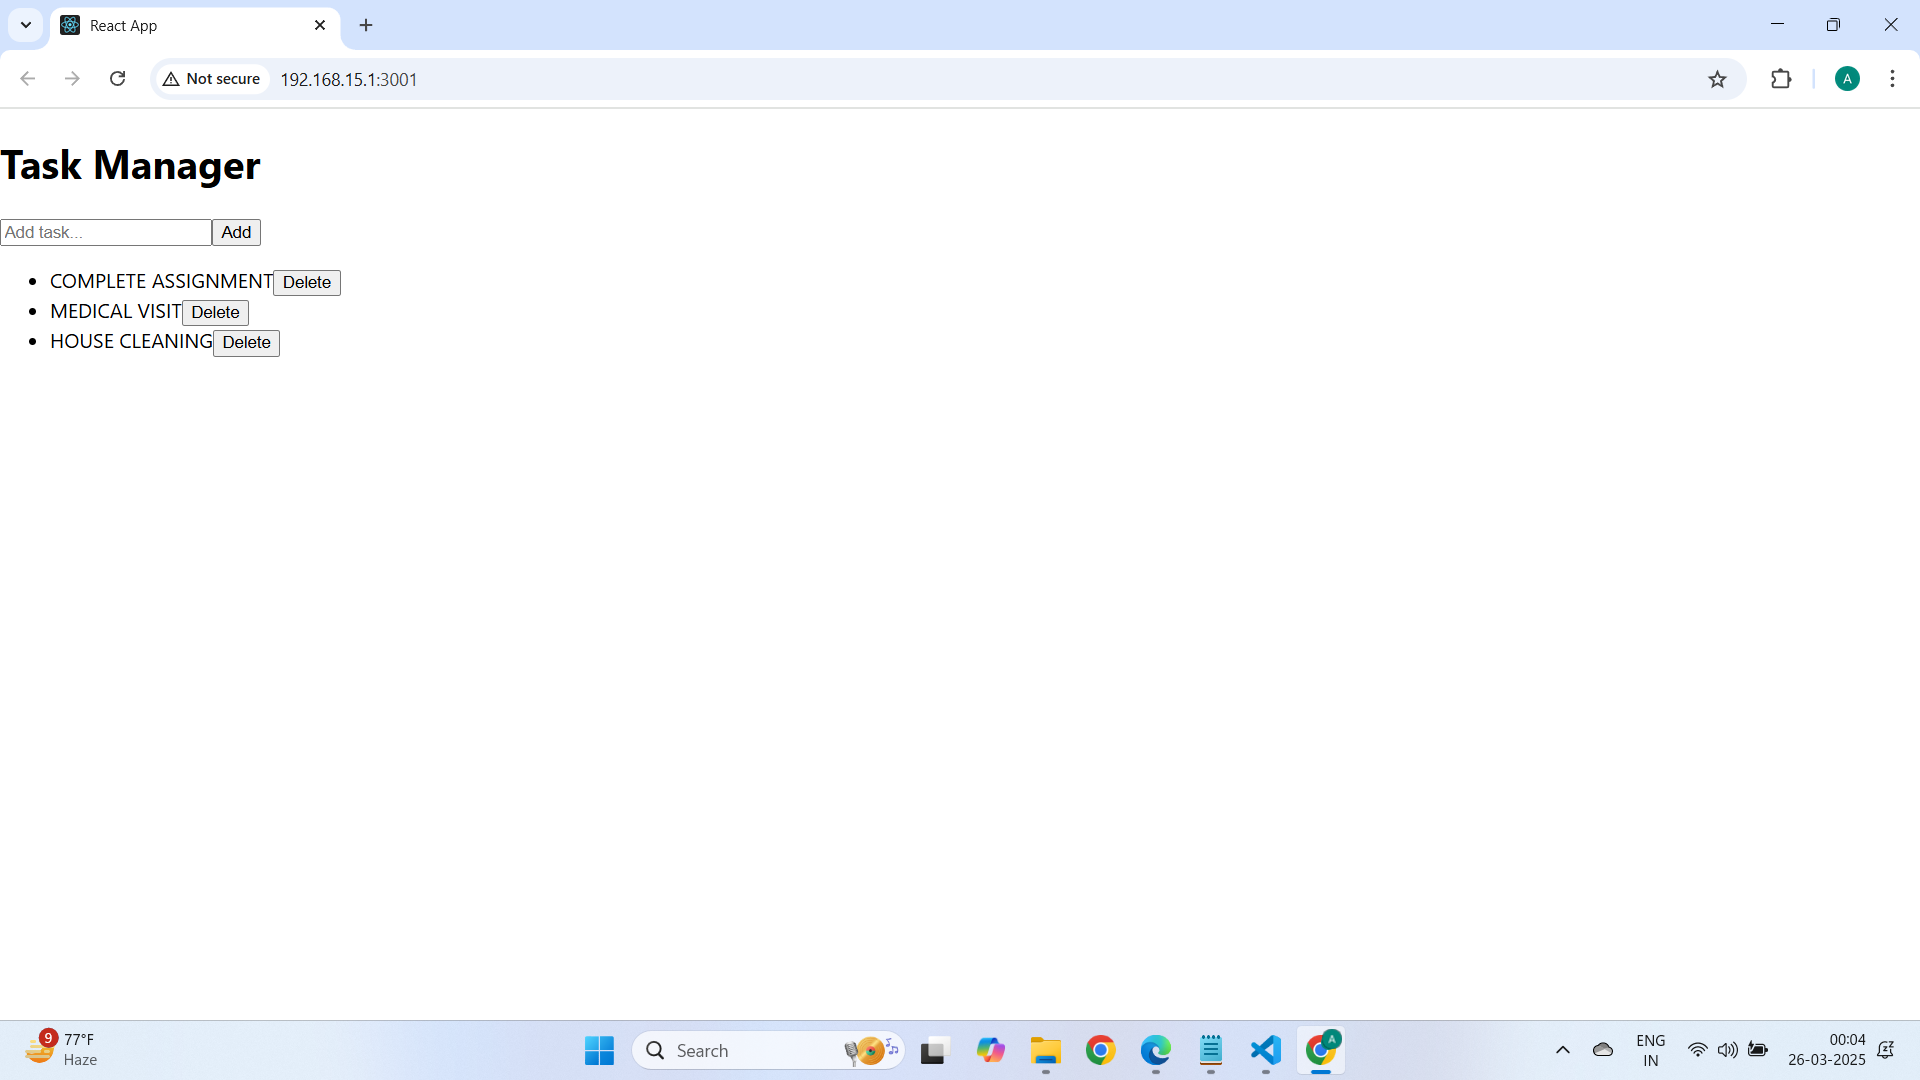 React App
Not secure 192.168.15.1:3001
A
Task Manager
Add task... Add
COMPLETE ASSIGNMENT Delete
MEDICAL VISIT Delete
HOUSE CLEANING Delete
9
77°F
Haze
Search
A
ENG
IN
00:04
26-03-2025